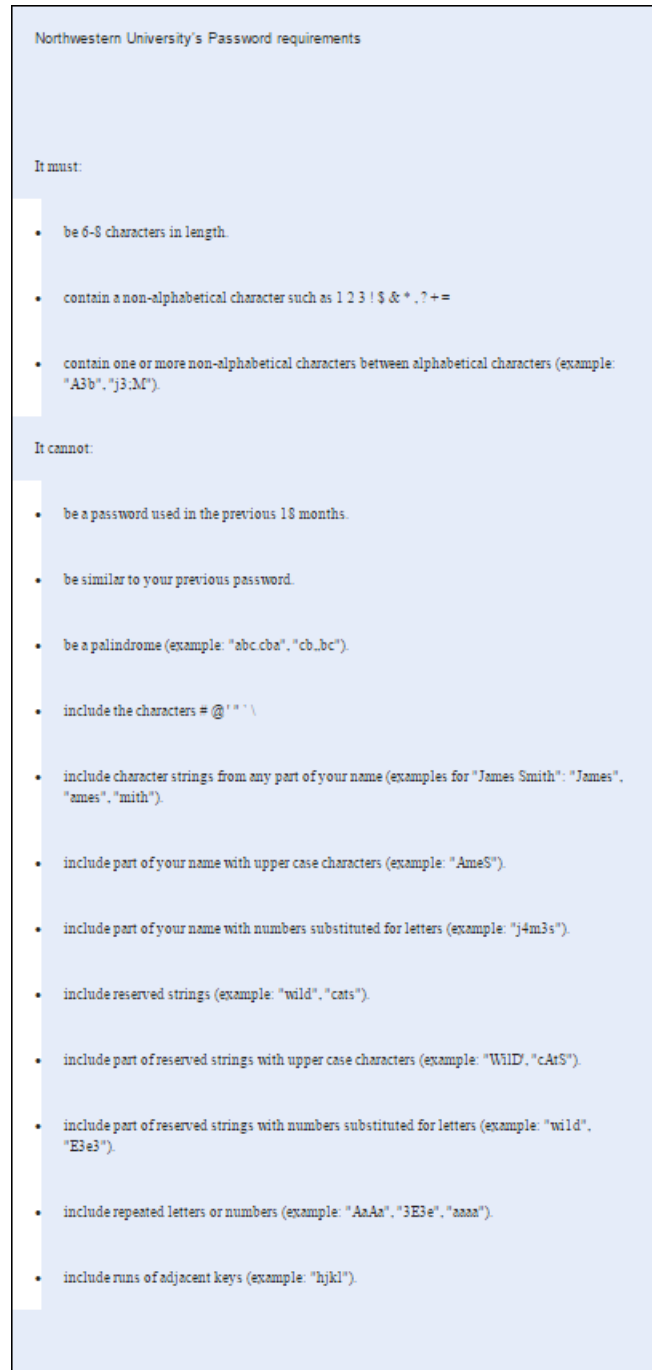 Northwestern University's Password requirements
It must:
be 6-8 characters in length.
contain a non-alphabetical character such as 1 2 3 ! $ & * , ? + =
contain one or more non-alphabetical characters between alphabetical characters (example:
"A3b", "j3;M").
It cannot:
be a password used in the previous 18 months.
be similar to your previous password.
be a palindrome (example: "abc.cba", "cb,,bc").
include the characters # @ ' " ` \
include character strings from any part of your name (examples for "James Smith": "James",
"ames", "mith").
include part of your name with upper case characters (example: "AmeS").
include part of your name with numbers substituted for letters (example: "j4m3s").
include reserved strings (example: "wild", "cats").
include part of reserved strings with upper case characters (example: "WilD', "cAtS").
include part of reserved strings with numbers substituted for letters (example: "wi1d",
"E3e3").
include repeated letters or numbers (example: "AaAa", "3E3e", "aaaa").
include runs of adjacent keys (example: "hjkl").